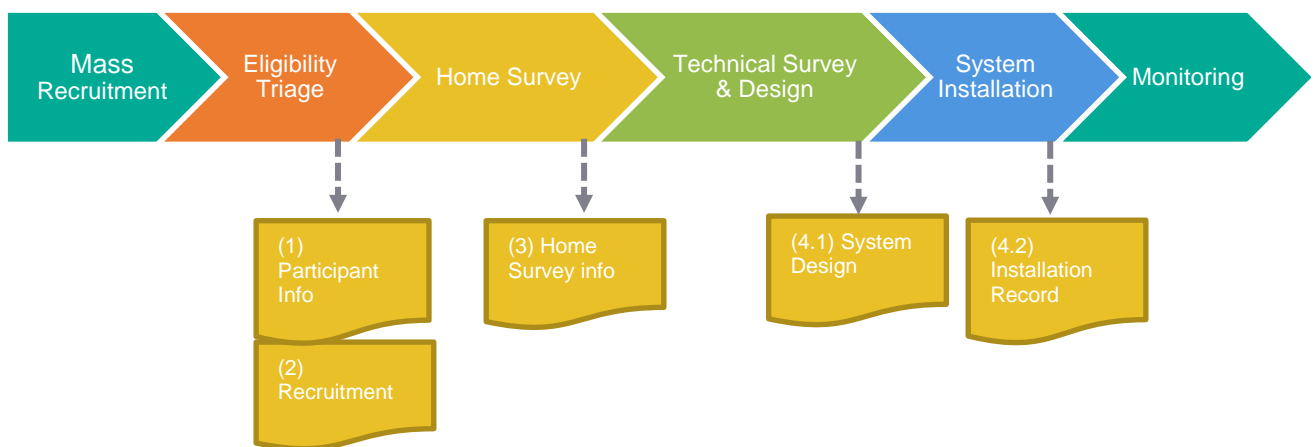 Mass
Recruitment
Eligibility
Triage
Home Survey
Technical Survey
& Design
System
Installation
Monitoring
(1)
Participant
Info
(2)
Recruitment
(3) Home
Survey info
(4.1) System
Design
(4.2)
Installation
Record